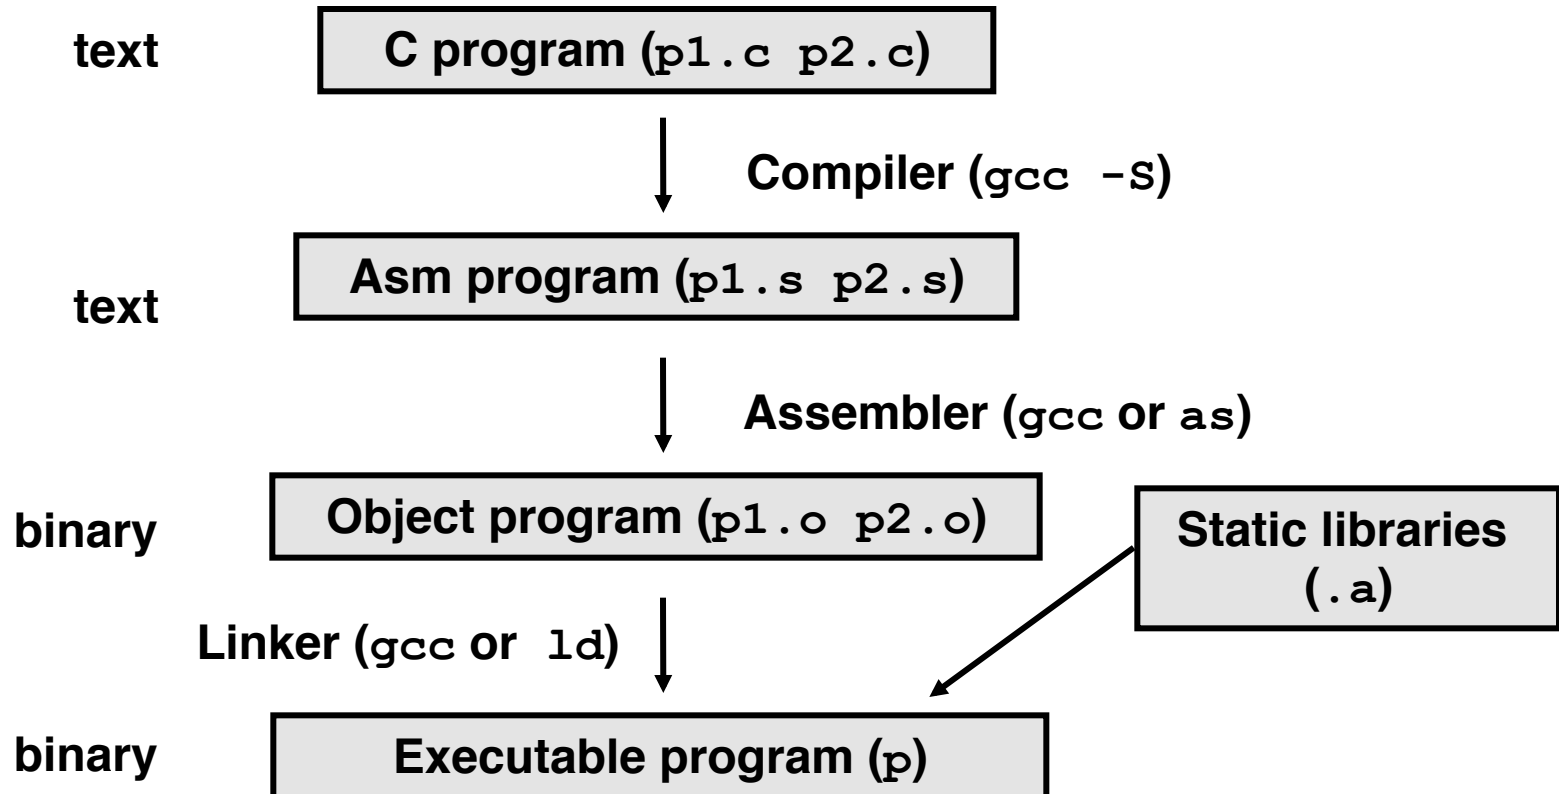 text
C program (p1.c p2.c)
Compiler (gcc -S)
text
Asm program (p1.s p2.s)
Assembler (gcc or as)
binary
Object program (p1.o p2.o)
Static libraries
(.a)
Linker (gcc or ld)
binary
Executable program (p)